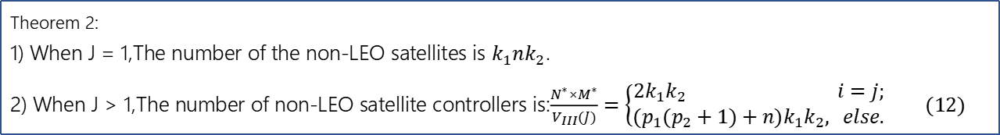 Theorem 2:
1) When J = 1,The number of the non-LEO satellites is $k_1nk_2$.
2) When J > 1,The number of non-LEO satellite controllers is:$\frac{N^*\times M^*}{V_{III}(J)} = \begin{cases} 2k_1k_2 & i = j; \\ (p_1(p_2 + 1) + n)k_1k_2, & else. \end{cases}$ (12)